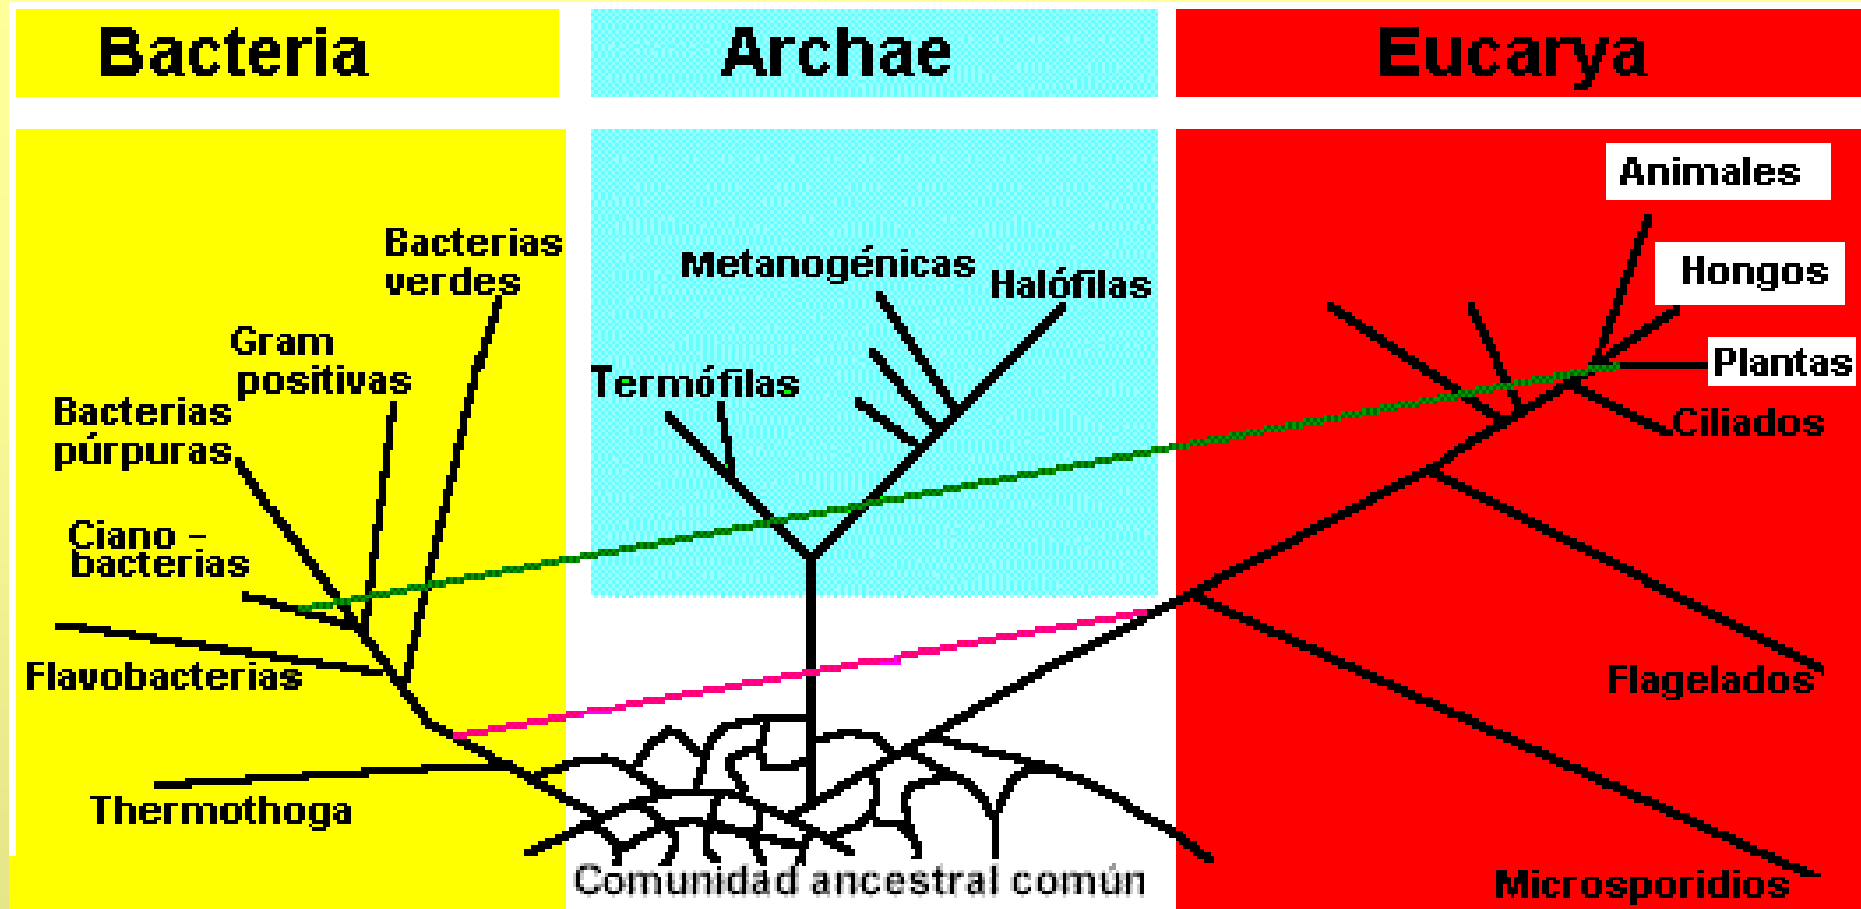 Bacteria
Archae
Eucarya
Bacterias
verdes
Gram
positivas
Bacterias
púrpuras
Ciano -
bacterias
Flavobacterias
Thermothoga
Metanogénicas
Halófilas
Termófilas
Animales
Hongos
Plantas
Ciliados
Flagelados
Microsporidios
Comunidad ancestral común